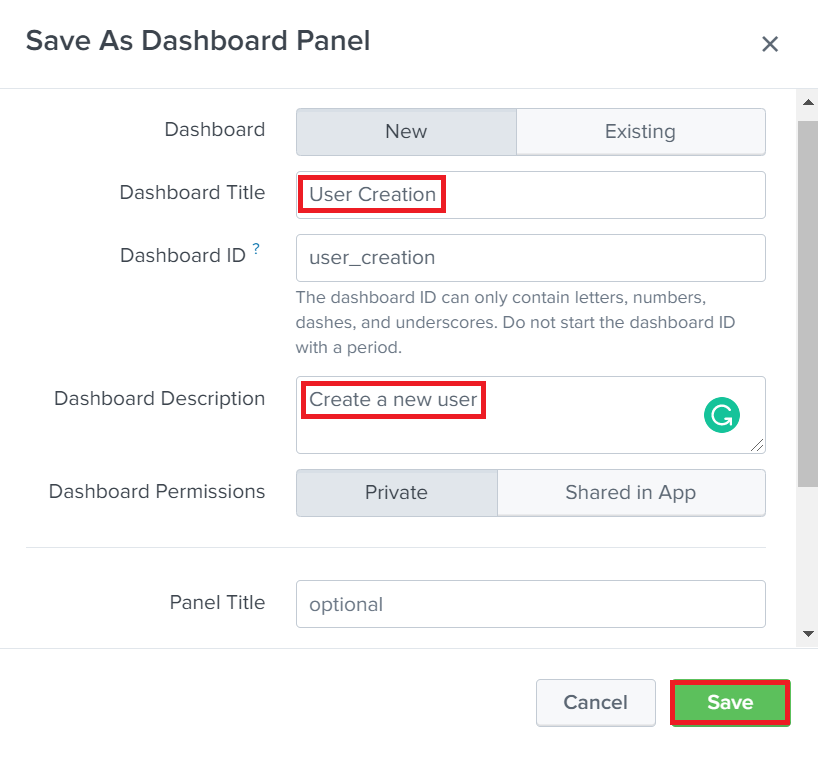 Save As Dashboard Panel
Dashboard
New
Existing
Dashboard Title
User Creation
Dashboard ID ?
user_creation
The dashboard ID can only contain letters, numbers,
dashes, and underscores. Do not start the dashboard ID
with a period.
Dashboard Description
Create a new user
Dashboard Permissions
Private
Shared in App
Panel Title
optional
Cancel
Save